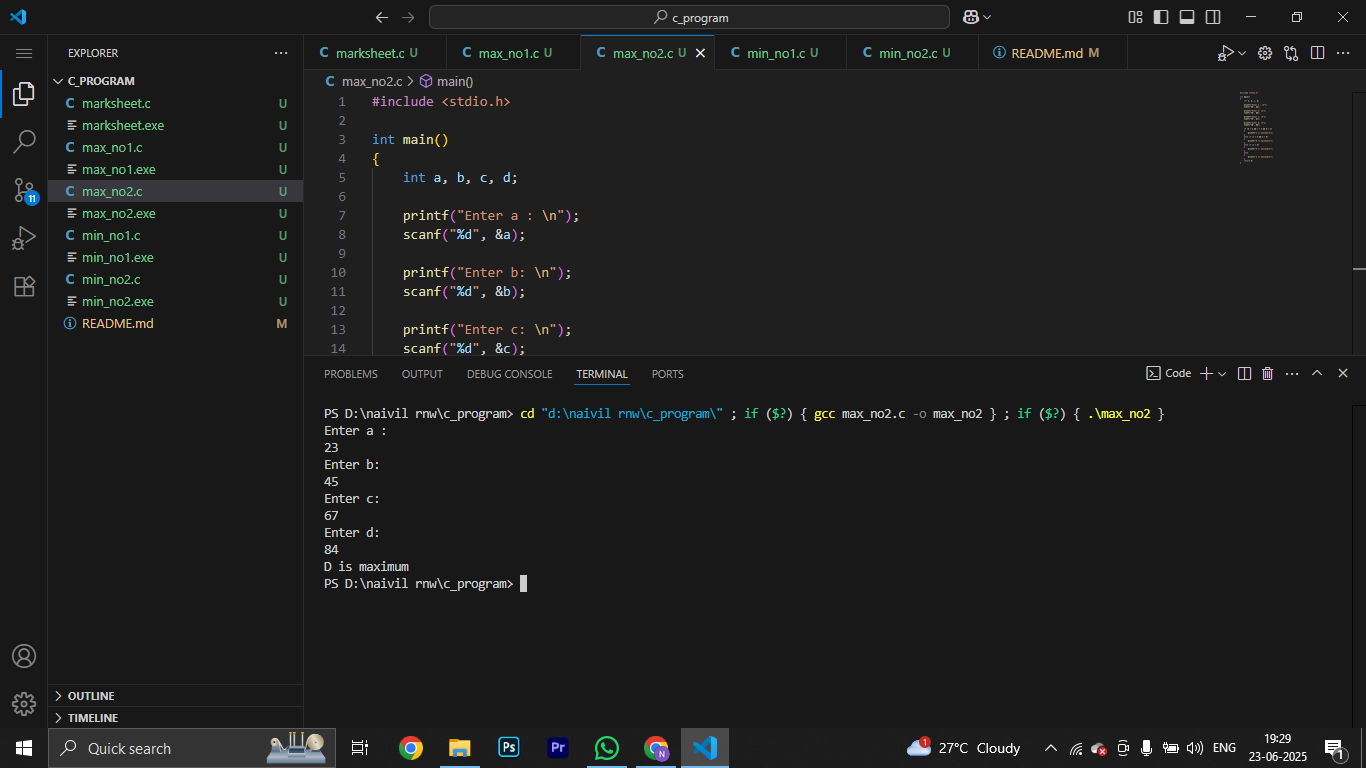 c_program
EXPLORER
C_PROGRAM
marksheet.c U
marksheet.exe U
max_no1.c U
max_no1.exe U
max_no2.c U
max_no2.exe U
min_no1.c U
min_no1.exe U
min_no2.c U
min_no2.exe U
README.md M
OUTLINE
TIMELINE
11
C marksheet.c U C max_no1.c U C max_no2.c U C min_no1.c U C min_no2.c U README.md M
C max_no2.c > main()
1 #include <stdio.h>
2
3 int main()
4 {
5 int a, b, c, d;
6
7 printf("Enter a : \n");
8 scanf("%d", &a);
9
10 printf("Enter b: \n");
11 scanf("%d", &b);
12
13 printf("Enter c: \n");
14 scanf("%d", &c);
PROBLEMS OUTPUT DEBUG CONSOLE TERMINAL PORTS Code
PS D:\naivil rnw\c_program> cd "d:\naivil rnw\c_program\" ; if ($?) { gcc max_no2.c -o max_no2 } ; if ($?) { .\max_no2 }
Enter a :
23
Enter b:
45
Enter c:
67
Enter d:
84
D is maximum
PS D:\naivil rnw\c_program>
Quick search Ps Pr N 1 27°C Cloudy ENG 19:29
23-06-2025 1